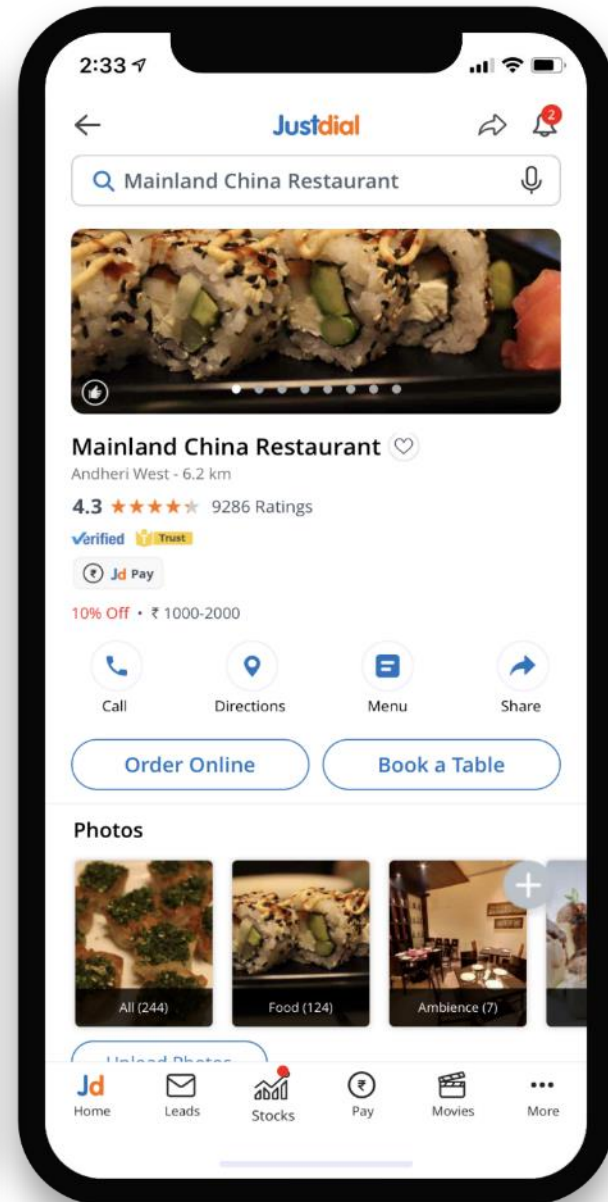 2:33
Justdial
2
Mainland China Restaurant
Mainland China Restaurant
Andheri West - 6.2 km
4.3 9286 Ratings
Verified Trust
₹ Jd Pay
10% Off • ₹ 1000-2000
Call Directions Menu Share
Order Online Book a Table
Photos
All (244) Food (124) Ambience (7)
Upload Photos
Jd
Home Leads Stocks Pay Movies More